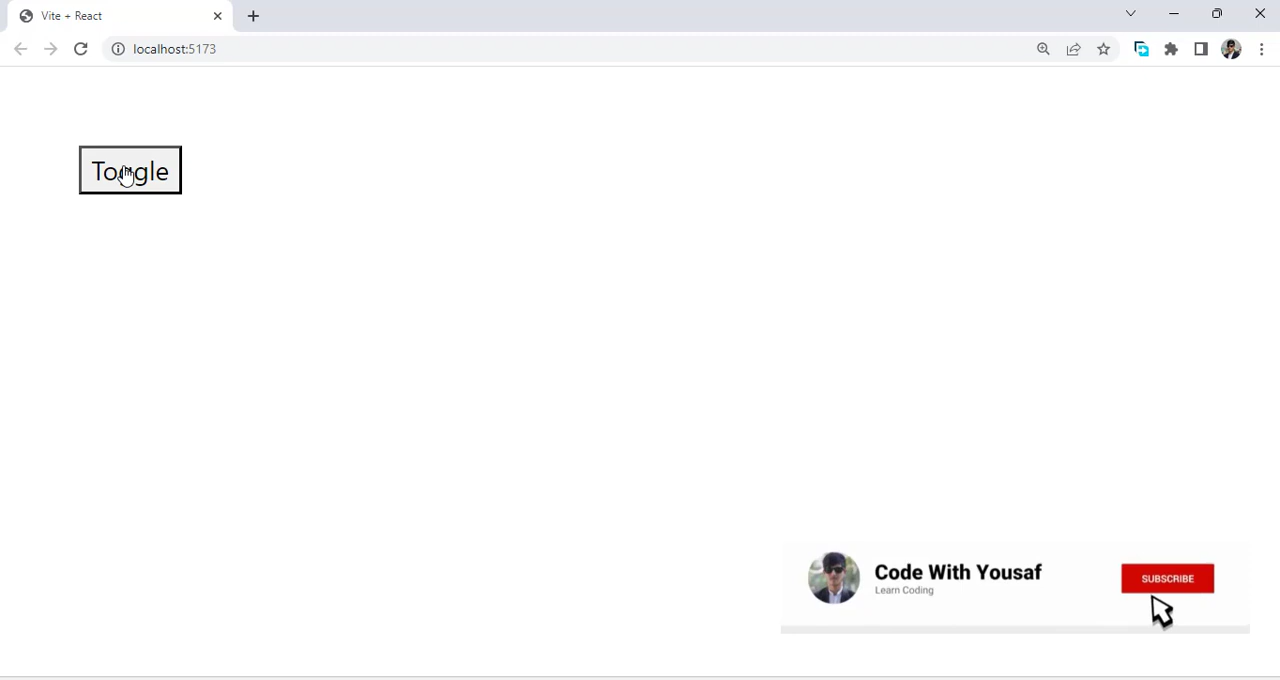 Vite + React
localhost:5173
Toggle
Code With Yousaf
Learn Coding
SUBSCRIBE